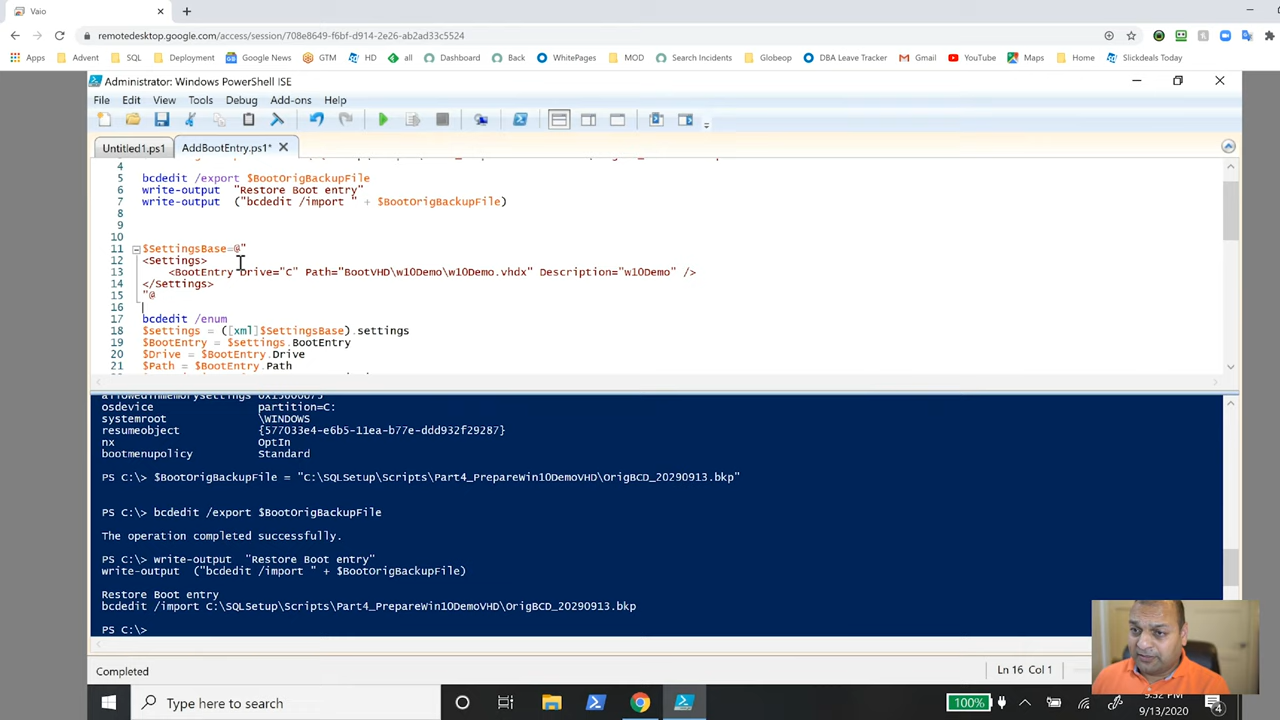 Vaio
remotedesktop.google.com/access/session/708e8649-f6bf-d914-2e26-ab2ad33c5524
Apps Advent SQL Deployment Google News GTM HD all Dashboard Back WhitePages MOD Search Incidents Globeop DBA Leave Tracker Gmail YouTube Maps Home Slickdeals Today
Administrator: Windows PowerShell ISE
File Edit View Tools Debug Add-ons Help
Untitled1.ps1 AddBootEntry.ps1*
4
5 bcdedit /export $BootOrigBackupFile
6 write-output "Restore Boot entry"
7 write-output ("bcdedit /import " + $BootOrigBackupFile)
8
9
10
11 $SettingsBase=@"
12 <Settings>
13 <BootEntry Drive="C" Path="BootVHD\w10Demo\w10Demo.vhdx" Description="w10Demo" />
14 </Settings>
15 "@
16
17 bcdedit /enum
18 $settings = ([xml]$SettingsBase).settings
19 $BootEntry = $settings.BootEntry
20 $Drive = $BootEntry.Drive
21 $Path = $BootEntry.Path
allowedinmemorysettings 0x15000075
osdevice partition=C:
systemroot \WINDOWS
resumeobject {577033e4-e6b5-11ea-b77e-ddd932f29287}
nx OptIn
bootmenupolicy Standard
PS C:\> $BootOrigBackupFile = "C:\SQLSetup\Scripts\Part4_PrepareWin10DemoVHD\OrigBCD_20290913.bkp"
PS C:\> bcdedit /export $BootOrigBackupFile
The operation completed successfully.
PS C:\> write-output "Restore Boot entry"
write-output ("bcdedit /import " + $BootOrigBackupFile)
Restore Boot entry
bcdedit /import C:\SQLSetup\Scripts\Part4_PrepareWin10DemoVHD\OrigBCD_20290913.bkp
PS C:\>
Completed Ln 16 Col 1
Type here to search 100% 9/13/2020 4